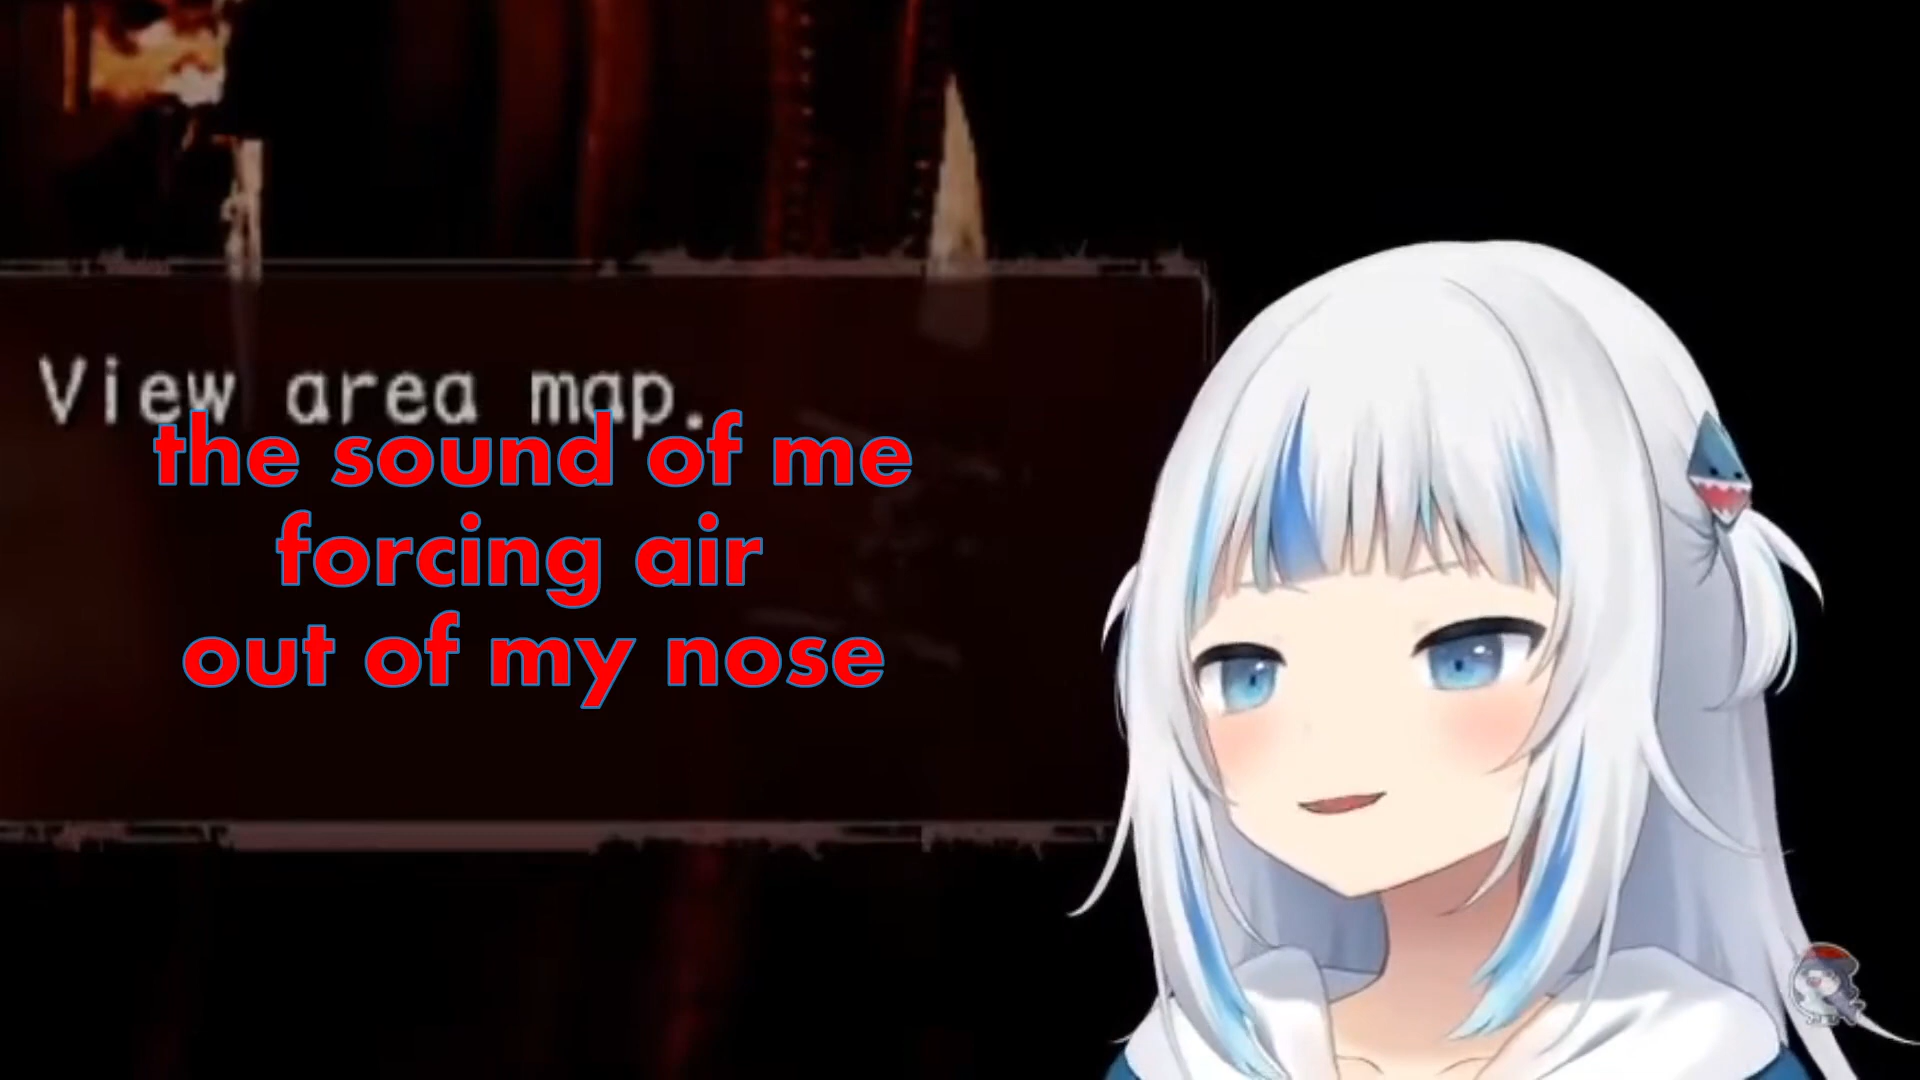 View area map.
the sound of me
forcing air
out of my nose